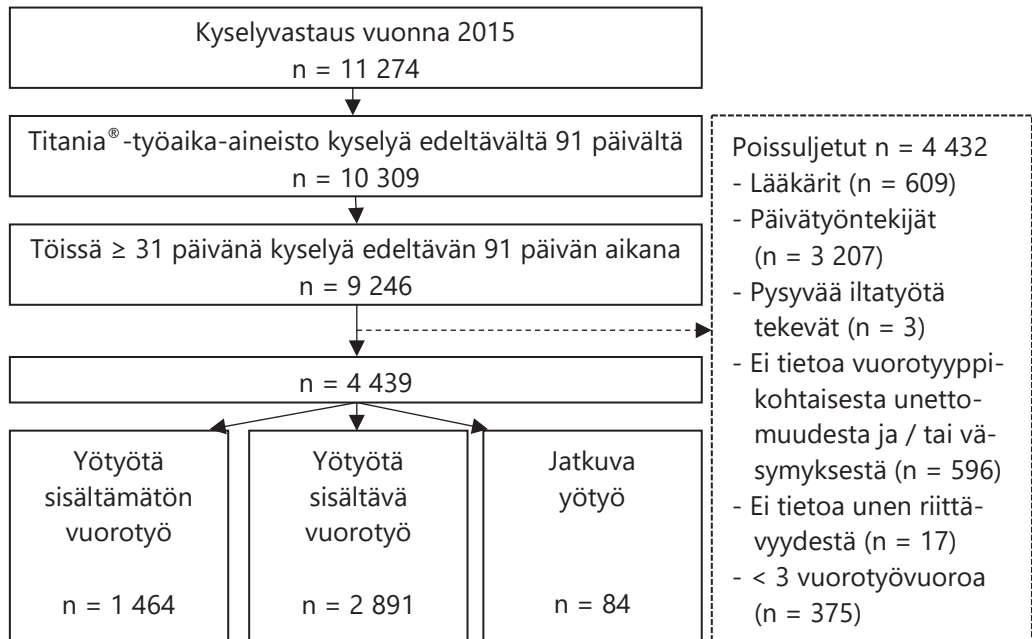 Kyselyvastaus vuonna 2015
n = 11 274
Titania®-työaika-aineisto kyselyä edeltävältä 91 päivältä
n = 10 309
Töissä ≥ 31 päivänä kyselyä edeltävän 91 päivän aikana
n = 9 246
n = 4 439
Yötyötä
sisältämätön
vuorotyö
n = 1 464
Yötyötä
sisältävä
vuorotyö
n = 2 891
Jatkuva
yötyö
n = 84
Poissuljetut n = 4 432
- Lääkärit (n = 609)
- Päivätyöntekijät
(n = 3 207)
- Pysyvää iltatyötä
tekevät (n = 3)
- Ei tietoa vuorotyyppi-
kohtaisesta unetto-
muudesta ja / tai vä-
symyksestä (n = 596)
- Ei tietoa unen riittä-
vyydestä (n = 17)
- < 3 vuorotyövuoroa
(n = 375)